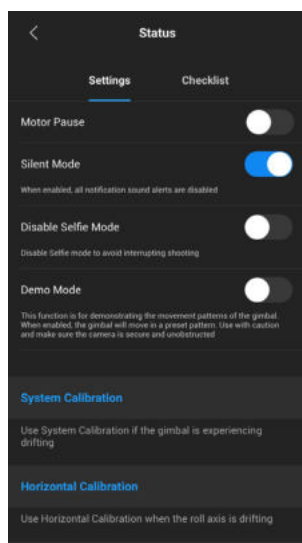 Status
Settings Checklist
Motor Pause
Silent Mode
When enabled, all notification sound alerts are disabled
Disable Selfie Mode
Disable Selfie mode to avoid interrupting shooting
Demo Mode
This function is for demonstrating the movement patterns of the gimbal.
When enabled, the gimbal will move in a preset pattern. Use with caution
and make sure the camera is secure and unobstructed
System Calibration
Use System Calibration if the gimbal is experiencing
drifting
Horizontal Calibration
Use Horizontal Calibration when the roll axis is drifting